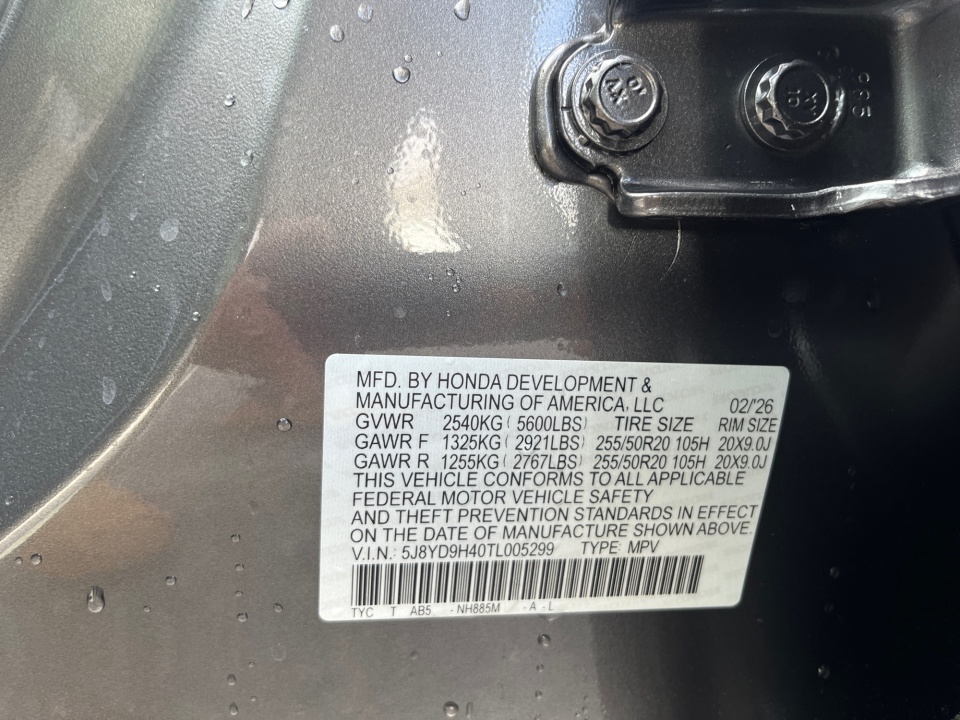 MFD. BY HONDA DEVELOPMENT &
MANUFACTURING OF AMERICA, LLC 02/'26
GVWR 2540KG ( 5600LBS) TIRE SIZE RIM SIZE
GAWR F 1325KG ( 2921LBS) 255/50R20 105H 20X9.0J
GAWR R 1255KG ( 2767LBS) 255/50R20 105H 20X9.0J
THIS VEHICLE CONFORMS TO ALL APPLICABLE
FEDERAL MOTOR VEHICLE SAFETY
AND THEFT PREVENTION STANDARDS IN EFFECT
ON THE DATE OF MANUFACTURE SHOWN ABOVE.
V.I.N.: 5J8YD9H40TL005299 TYPE: MPV
TYC T AB5 - NH885M - A - L